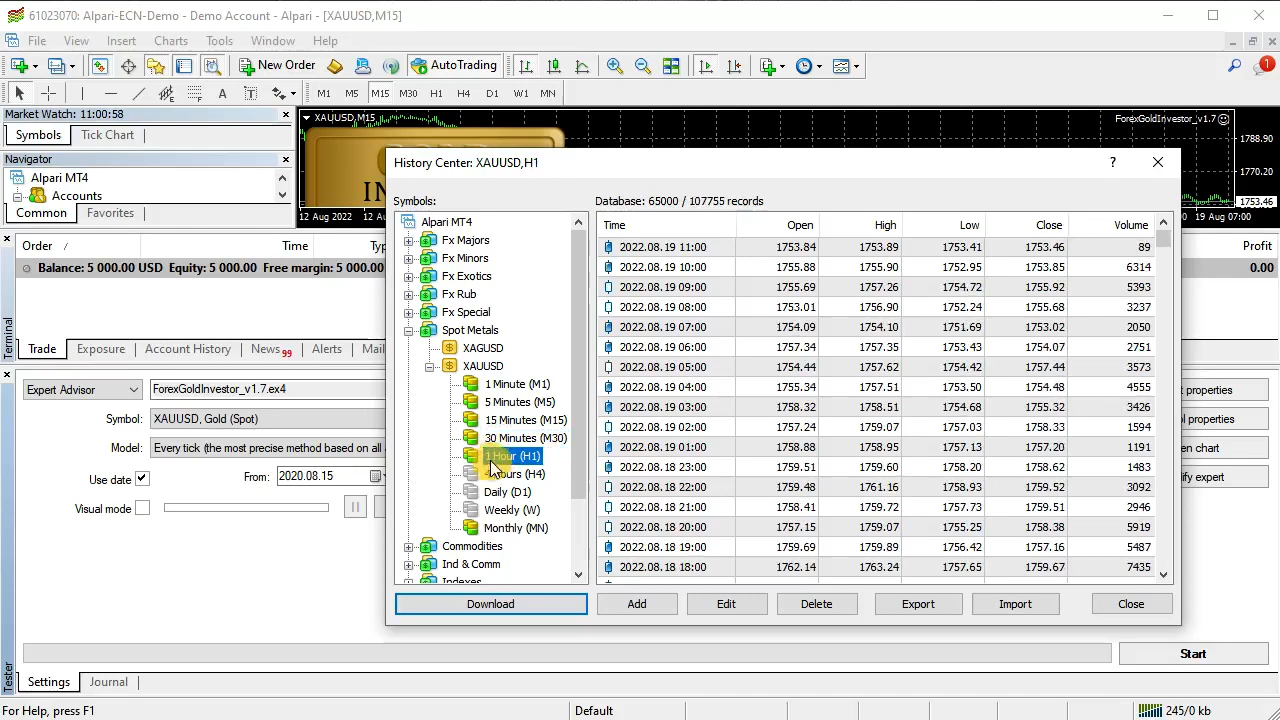 61023070: Alpari-ECN-Demo - Demo Account - Alpari - [XAUUSD,M15]
File View Insert Charts Tools Window Help
New Order AutoTrading 1
A T M1 M5 M15 M30 H1 H4 D1 W1 MN
Market Watch: 11:00:58
Symbols Tick Chart
Navigator
Alpari MT4
Accounts
Common Favorites
XAUUSD,M15
ForexGoldInvestor_v1.7
1788.90
1770.20
1753.46
12 Aug 2022 12 Au
19 Aug 07:00
Order / Time Ty
Profit
Balance: 5 000.00 USD Equity: 5 000.00 Free margin: 5 000.00
0.00
Terminal
Trade Exposure Account History News 99 Alerts Mail
Expert Advisor ForexGoldInvestor_v1.7.ex4
Symbol: XAUUSD, Gold (Spot)
Model: Every tick (the most precise method based on all
Use date From: 2020.08.15
Visual mode
t properties
ol properties
en chart
ify expert
Start
Tester
Settings Journal
For Help, press F1 Default 245/0 kb
History Center: XAUUSD,H1 ?
Symbols:
Alpari MT4
Fx Majors
Fx Minors
Fx Exotics
Fx Rub
Fx Special
Spot Metals
XAGUSD
XAUUSD
1 Minute (M1)
5 Minutes (M5)
15 Minutes (M15)
30 Minutes (M30)
1 Hour (H1)
4 Hours (H4)
Daily (D1)
Weekly (W)
Monthly (MN)
Commodities
Ind & Comm
Indexes
Database: 65000 / 107755 records
Time Open High Low Close Volume
2022.08.19 11:00 1753.84 1753.89 1753.41 1753.46 89
2022.08.19 10:00 1755.88 1755.90 1752.95 1753.85 6314
2022.08.19 09:00 1755.69 1757.26 1754.72 1755.92 5393
2022.08.19 08:00 1753.01 1756.90 1752.24 1755.68 3237
2022.08.19 07:00 1754.09 1754.10 1751.69 1753.02 2050
2022.08.19 06:00 1757.34 1757.35 1753.43 1754.07 2751
2022.08.19 05:00 1754.44 1757.62 1754.42 1757.44 3573
2022.08.19 04:00 1755.34 1757.51 1753.50 1754.48 4555
2022.08.19 03:00 1758.32 1758.51 1754.68 1755.32 3426
2022.08.19 02:00 1757.24 1759.07 1757.03 1758.33 1594
2022.08.19 01:00 1758.88 1758.95 1757.13 1757.20 1191
2022.08.18 23:00 1759.51 1759.60 1758.20 1758.62 1483
2022.08.18 22:00 1759.48 1761.16 1758.93 1759.52 3092
2022.08.18 21:00 1758.41 1759.72 1757.73 1759.51 2946
2022.08.18 20:00 1757.15 1759.07 1755.25 1758.38 5919
2022.08.18 19:00 1759.69 1759.89 1756.42 1757.16 5487
2022.08.18 18:00 1762.14 1763.24 1757.65 1759.67 7435
Download Add Edit Delete Export Import Close